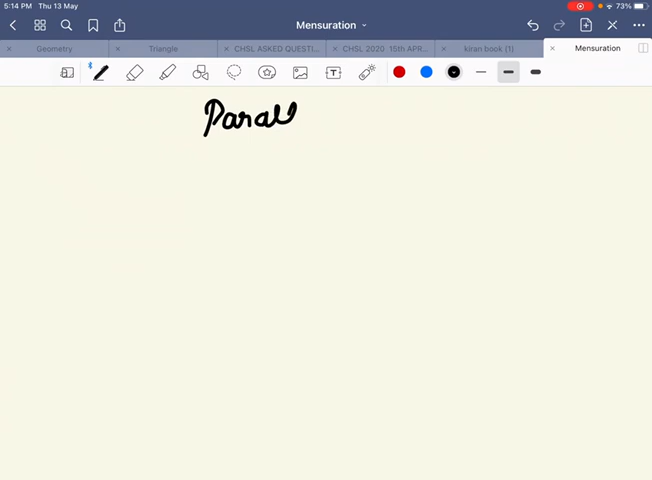 5:14 PM Thu 13 May 73%
Mensuration
Geometry Triangle CHSL ASKED QUESTI... CHSL 2020 15th APR... kiran book (1) Mensuration
T
Parall